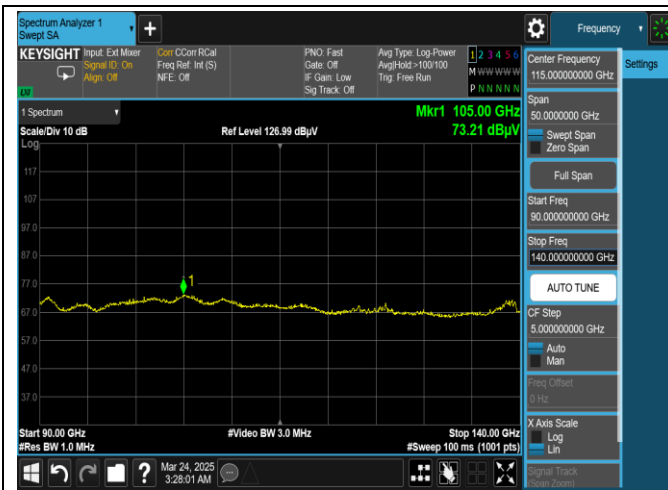 Spectrum Analyzer 1
Swept SA
+
Frequency
KEYSIGHT Input: Ext Mixer
Signal ID: On
Align: Off
Corr CCorr RCal
Freq Ref: Int (S)
NFE: Off
PNO: Fast
Gate: Off
IF Gain: Low
Sig Track: Off
Avg Type: Log-Power
Avg|Hold:>100/100
Trig: Free Run
1 2 3 4 5 6
M W W W W W
P N N N N N
1 Spectrum
Scale/Div 10 dB
Ref Level 126.99 dBµV
Mkr1 105.00 GHz
73.21 dBµV
Log
117
107
97.0
87.0
77.0
67.0
57.0
47.0
37.0
1
Start 90.00 GHz
#Res BW 1.0 MHz
#Video BW 3.0 MHz
Stop 140.00 GHz
#Sweep 100 ms (1001 pts)
?
Mar 24, 2025
3:28:01 AM
Center Frequency
115.000000000 GHz
Settings
Span
50.0000000 GHz
Swept Span
Zero Span
Full Span
Start Freq
90.000000000 GHz
Stop Freq
140.000000000 GHz
AUTO TUNE
CF Step
5.000000000 GHz
Auto
Man
Freq Offset
0 Hz
X Axis Scale
Log
Lin
Signal Track
(Span Zoom)